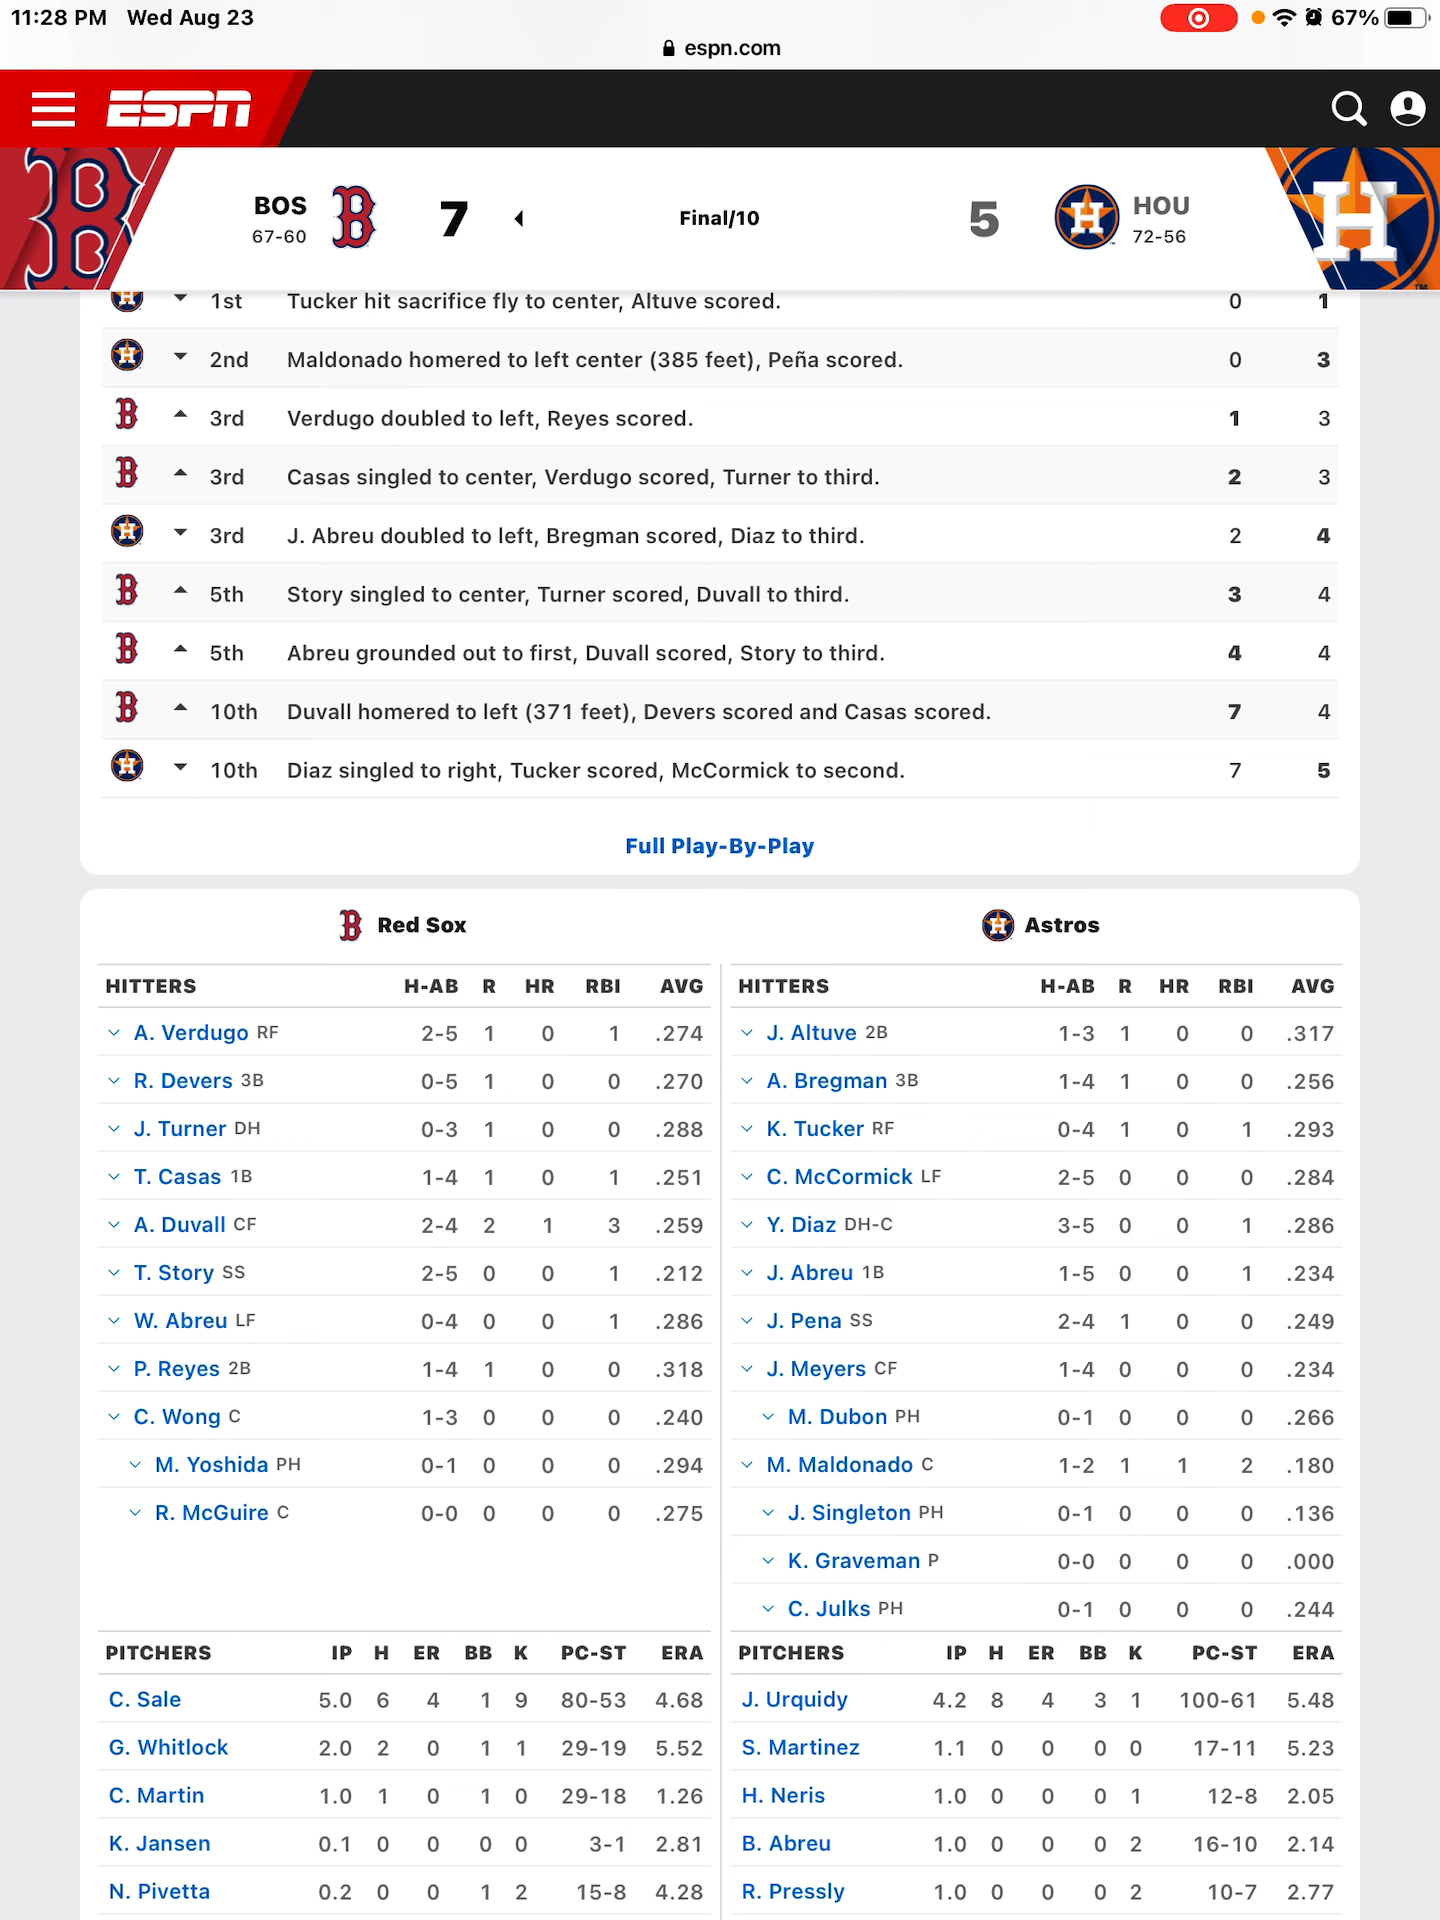 11:28 PM Wed Aug 23 67%
espn.com
ESPN
BOS 67-60 7 Final/10 5 HOU 72-56
1st Tucker hit sacrifice fly to center, Altuve scored. 0 1
2nd Maldonado homered to left center (385 feet), Peña scored. 0 3
3rd Verdugo doubled to left, Reyes scored. 1 3
3rd Casas singled to center, Verdugo scored, Turner to third. 2 3
3rd J. Abreu doubled to left, Bregman scored, Diaz to third. 2 4
5th Story singled to center, Turner scored, Duvall to third. 3 4
5th Abreu grounded out to first, Duvall scored, Story to third. 4 4
10th Duvall homered to left (371 feet), Devers scored and Casas scored. 7 4
10th Diaz singled to right, Tucker scored, McCormick to second. 7 5
Full Play-By-Play
Red Sox
HITTERS H-AB R HR RBI AVG
A. Verdugo RF 2-5 1 0 1 .274
R. Devers 3B 0-5 1 0 0 .270
J. Turner DH 0-3 1 0 0 .288
T. Casas 1B 1-4 1 0 1 .251
A. Duvall CF 2-4 2 1 3 .259
T. Story SS 2-5 0 0 1 .212
W. Abreu LF 0-4 0 0 1 .286
P. Reyes 2B 1-4 1 0 0 .318
C. Wong C 1-3 0 0 0 .240
M. Yoshida PH 0-1 0 0 0 .294
R. McGuire C 0-0 0 0 0 .275
PITCHERS IP H ER BB K PC-ST ERA
C. Sale 5.0 6 4 1 9 80-53 4.68
G. Whitlock 2.0 2 0 1 1 29-19 5.52
C. Martin 1.0 1 0 1 0 29-18 1.26
K. Jansen 0.1 0 0 0 0 3-1 2.81
N. Pivetta 0.2 0 0 1 2 15-8 4.28
Astros
HITTERS H-AB R HR RBI AVG
J. Altuve 2B 1-3 1 0 0 .317
A. Bregman 3B 1-4 1 0 0 .256
K. Tucker RF 0-4 1 0 1 .293
C. McCormick LF 2-5 0 0 0 .284
Y. Diaz DH-C 3-5 0 0 1 .286
J. Abreu 1B 1-5 0 0 1 .234
J. Pena SS 2-4 1 0 0 .249
J. Meyers CF 1-4 0 0 0 .234
M. Dubon PH 0-1 0 0 0 .266
M. Maldonado C 1-2 1 1 2 .180
J. Singleton PH 0-1 0 0 0 .136
K. Graveman P 0-0 0 0 0 .000
C. Julks PH 0-1 0 0 0 .244
PITCHERS IP H ER BB K PC-ST ERA
J. Urquidy 4.2 8 4 3 1 100-61 5.48
S. Martinez 1.1 0 0 0 0 17-11 5.23
H. Neris 1.0 0 0 0 1 12-8 2.05
B. Abreu 1.0 0 0 0 2 16-10 2.14
R. Pressly 1.0 0 0 0 2 10-7 2.77